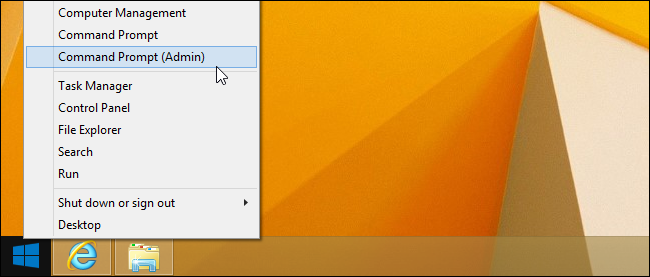 Computer Management
Command Prompt
Command Prompt (Admin)
Task Manager
Control Panel
File Explorer
Search
Run
Shut down or sign out
Desktop